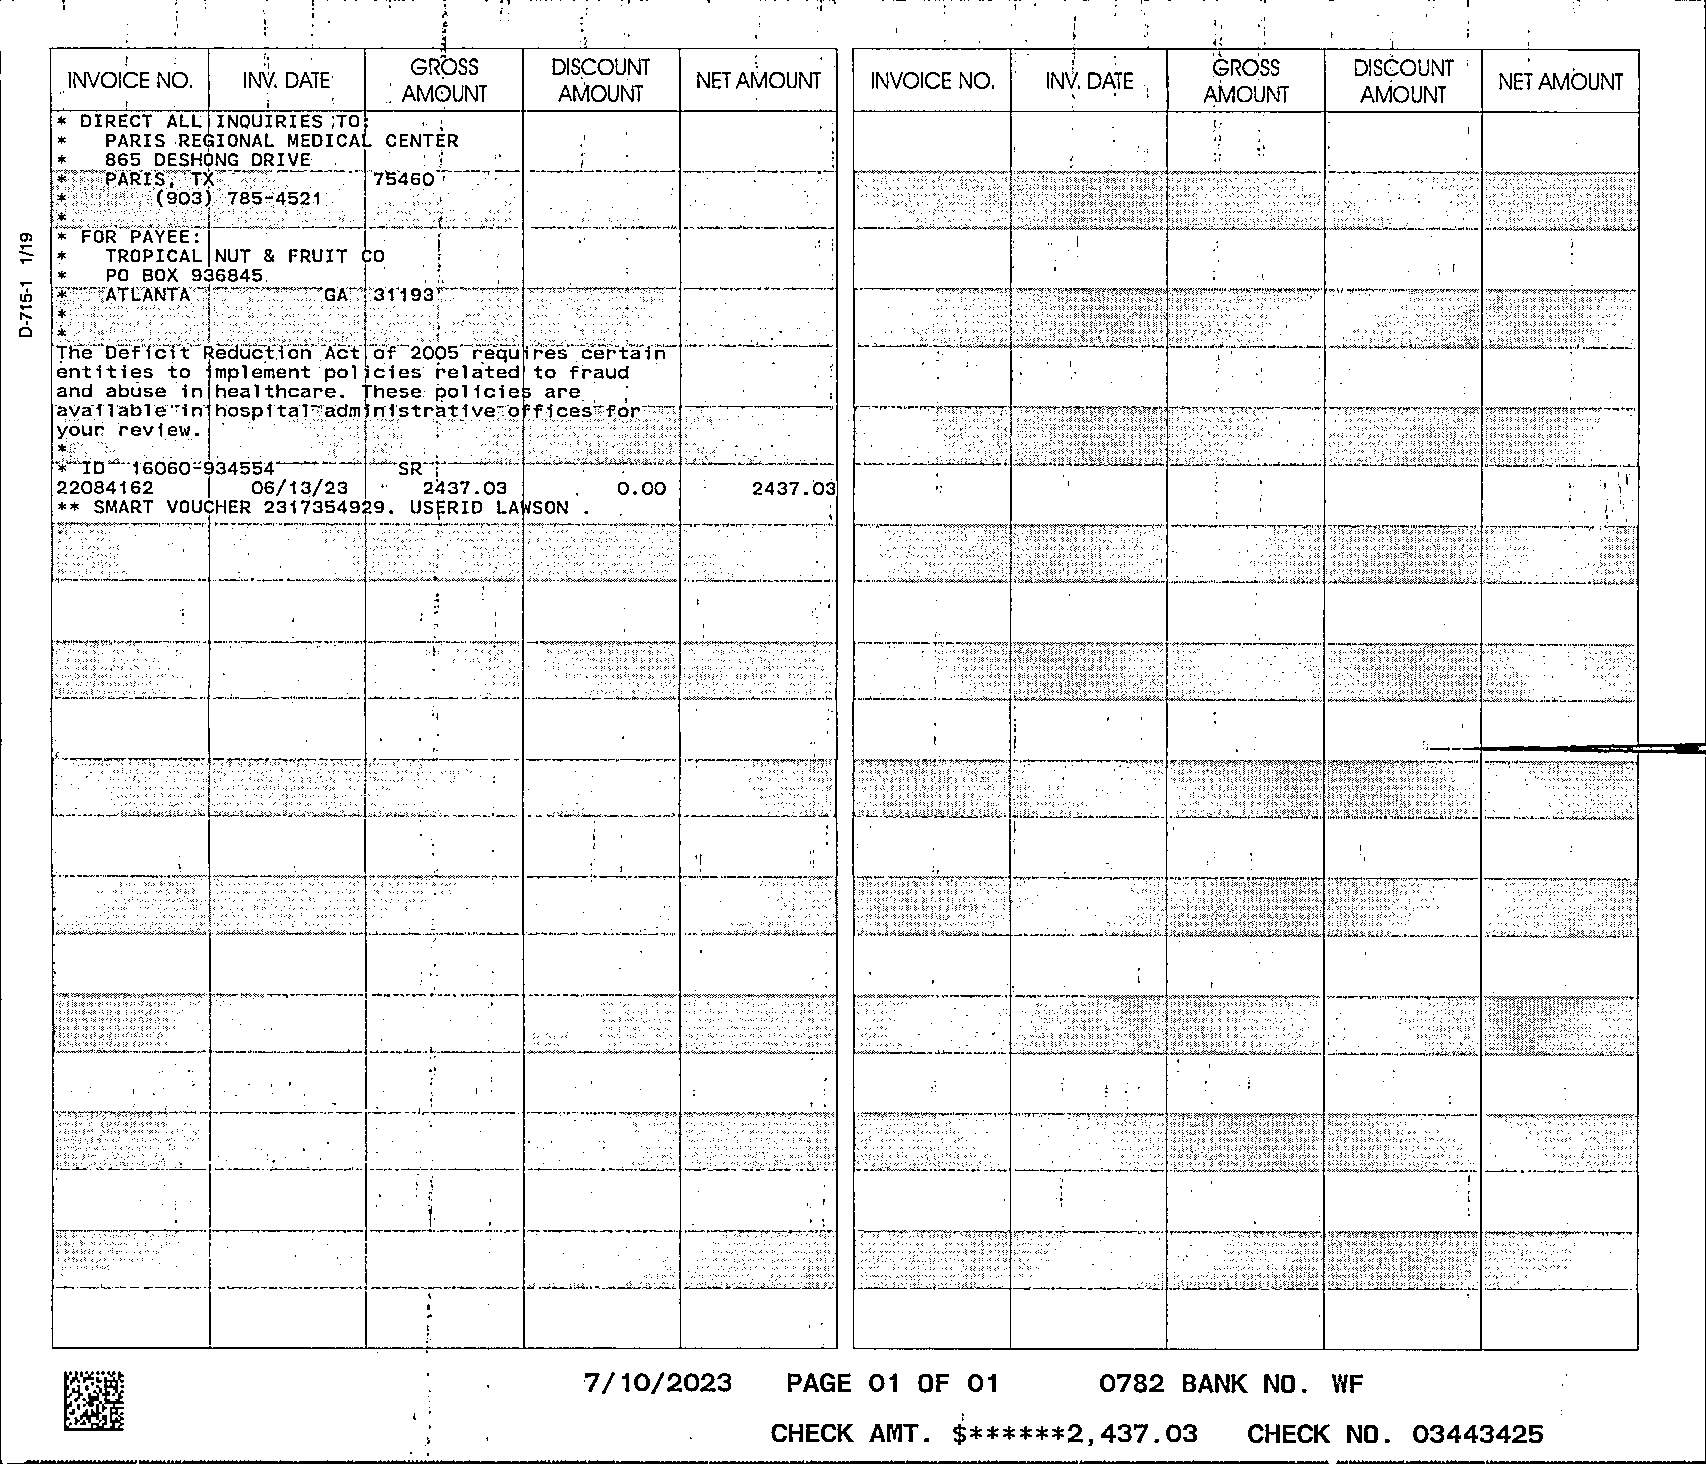 INVOICE NO. INV. DATE GROSS AMOUNT DISCOUNT AMOUNT NET AMOUNT INVOICE NO. INV. DATE GROSS AMOUNT DISCOUNT AMOUNT NET AMOUNT
* DIRECT ALL INQUIRIES TO:
* PARIS REGIONAL MEDICAL CENTER
* 865 DESHONG DRIVE
* PARIS, TX 75460
* (903) 785-4521
*
* FOR PAYEE:
* TROPICAL NUT & FRUIT CO
* PO BOX 936845
* ATLANTA GA 31193
*
*
The Deficit Reduction Act of 2005 requires certain
entities to implement policies related to fraud
and abuse in healthcare. These policies are
available in hospital administrative offices for
your review.
*
* ID 16060-934554 SR
22084162 06/13/23 2437.03 0.00 2437.03
** SMART VOUCHER 2317354929. USERID LAWSON .
D-715-1 1/19
7/10/2023 PAGE 01 OF 01 0782 BANK NO. WF
CHECK AMT. $******2,437.03 CHECK NO. 03443425